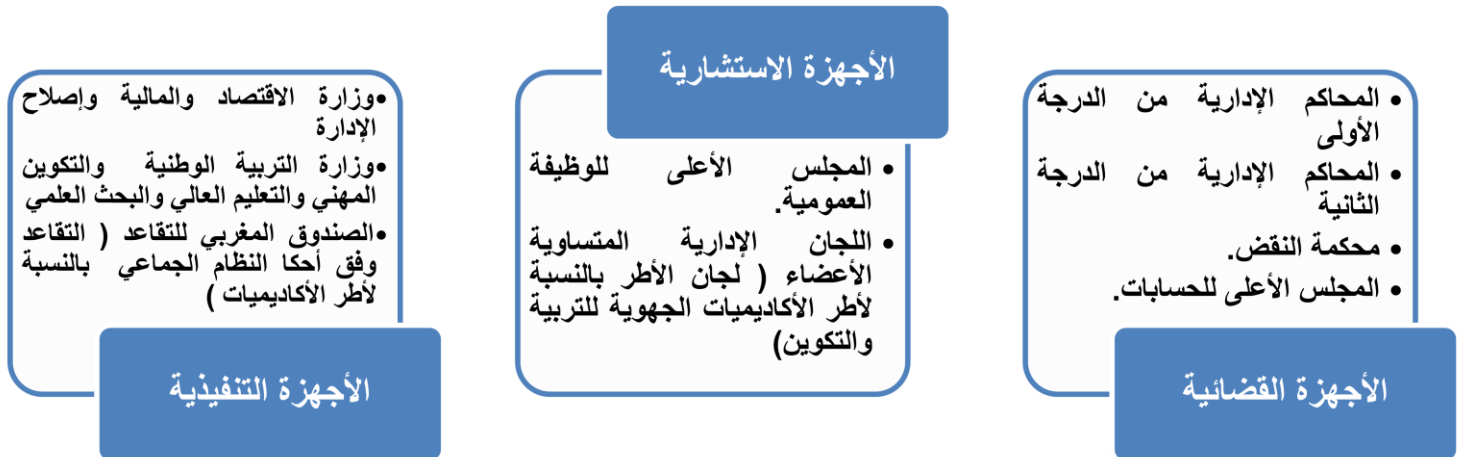 • المحاكم الإدارية من الدرجة
الأولى
• المحاكم الإدارية من الدرجة
الثانية
• محكمة النقض.
• المجلس الأعلى للحسابات.
الأجهزة القضائية
الأجهزة الاستشارية
• المجلس الأعلى للوظيفة
العمومية.
• اللجان الإدارية المتساوية
الأعضاء ( لجان الأطر بالنسبة
لأطر الأكاديميات الجهوية للتربية
والتكوين)
•وزارة الاقتصاد والمالية وإصلاح
الإدارة
•وزارة التربية الوطنية والتكوين
المهني والتعليم العالي والبحث العلمي
•الصندوق المغربي للتقاعد ( التقاعد
وفق أحكا النظام الجماعي بالنسبة
لأطر الأكاديميات )
الأجهزة التنفيذية